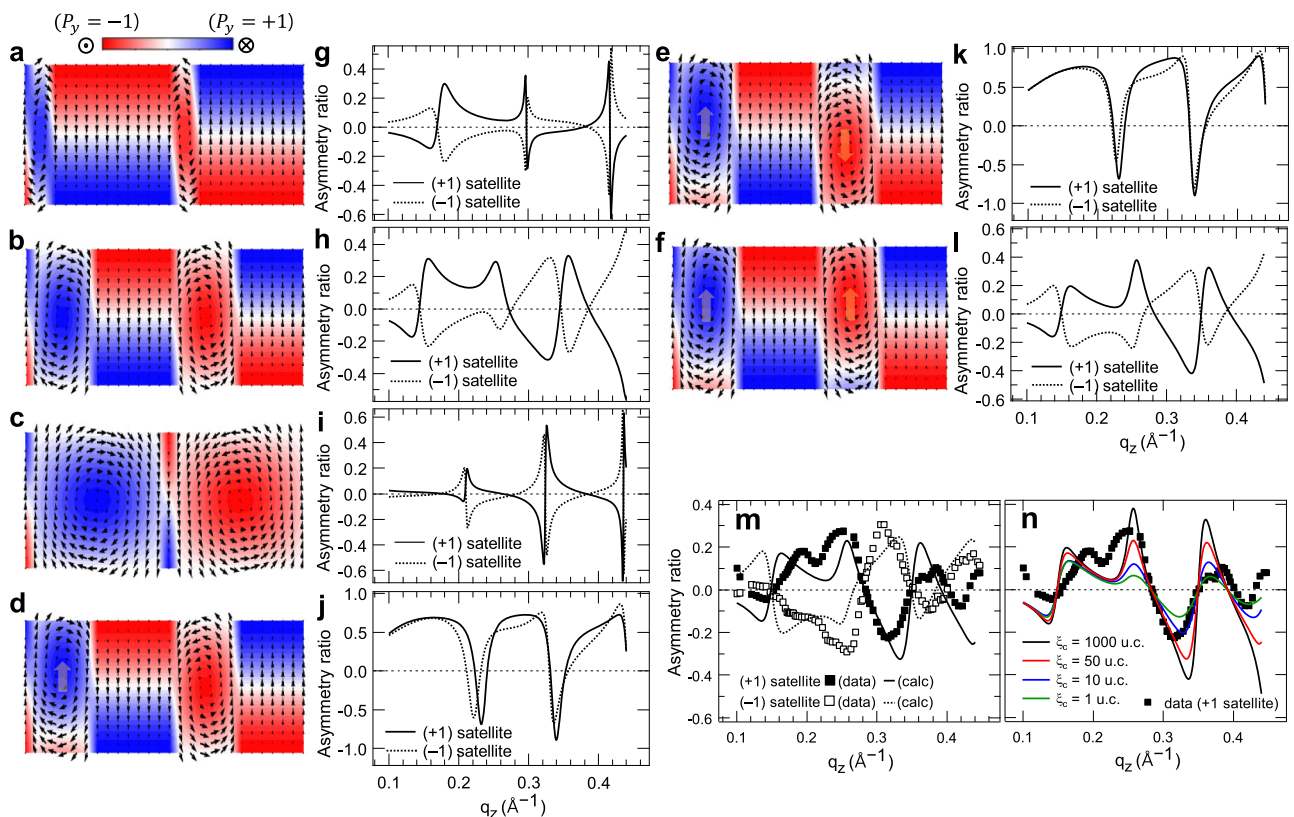 (P_y = −1) (P_y = +1)
a
g
Asymmetry ratio
0.4
0.2
0.0
-0.2
-0.4
-0.6
(+1) satellite
(−1) satellite
e
k
Asymmetry ratio
1.0
0.5
0.0
-0.5
-1.0
(+1) satellite
(−1) satellite
b
h
Asymmetry ratio
0.4
0.2
0.0
-0.2
-0.4
(+1) satellite
(−1) satellite
f
l
Asymmetry ratio
0.4
0.2
0.0
-0.2
-0.4
-0.6
(+1) satellite
(−1) satellite
0.1 0.2 0.3 0.4
q_z (Å⁻¹)
c
i
Asymmetry ratio
0.6
0.4
0.2
0.0
-0.2
-0.4
-0.6
(+1) satellite
(−1) satellite
d
j
Asymmetry ratio
1.0
0.5
0.0
-0.5
-1.0
(+1) satellite
(−1) satellite
0.1 0.2 0.3 0.4
q_z (Å⁻¹)
m
Asymmetry ratio
0.4
0.2
0.0
-0.2
-0.4
-0.6
(+1) satellite (data) (calc)
(−1) satellite (data) (calc)
0.1 0.2 0.3 0.4
q_z (Å⁻¹)
n
ξ_c = 1000 u.c.
ξ_c = 50 u.c.
ξ_c = 10 u.c.
ξ_c = 1 u.c.
data (+1 satellite)
0.1 0.2 0.3 0.4
q_z (Å⁻¹)